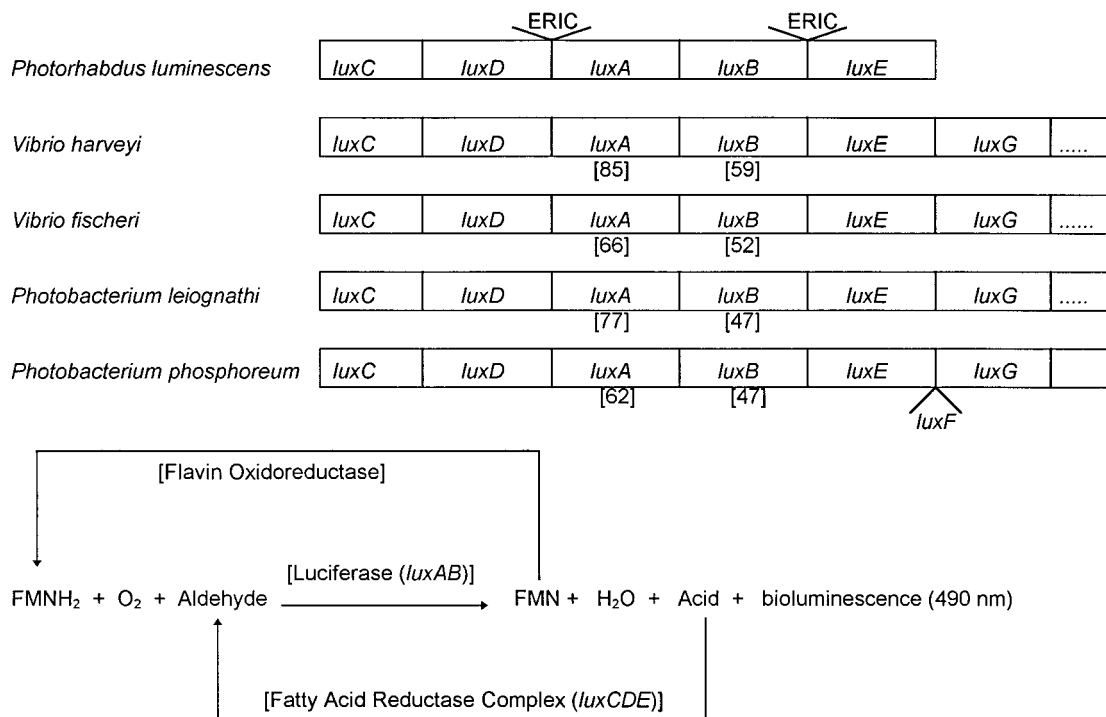 ERIC ERIC
Photorhabdus luminescens luxC luxD luxA luxB luxE
Vibrio harveyi luxC luxD luxA luxB luxE luxG .....
[85] [59]
Vibrio fischeri luxC luxD luxA luxB luxE luxG ......
[66] [52]
Photobacterium leiognathi luxC luxD luxA luxB luxE luxG .....
[77] [47]
Photobacterium phosphoreum luxC luxD luxA luxB luxE luxG
[62] [47]
luxF
[Flavin Oxidoreductase]
[Luciferase (luxAB)]
FMNH₂ + O₂ + Aldehyde FMN + H₂O + Acid + bioluminescence (490 nm)
[Fatty Acid Reductase Complex (luxCDE)]